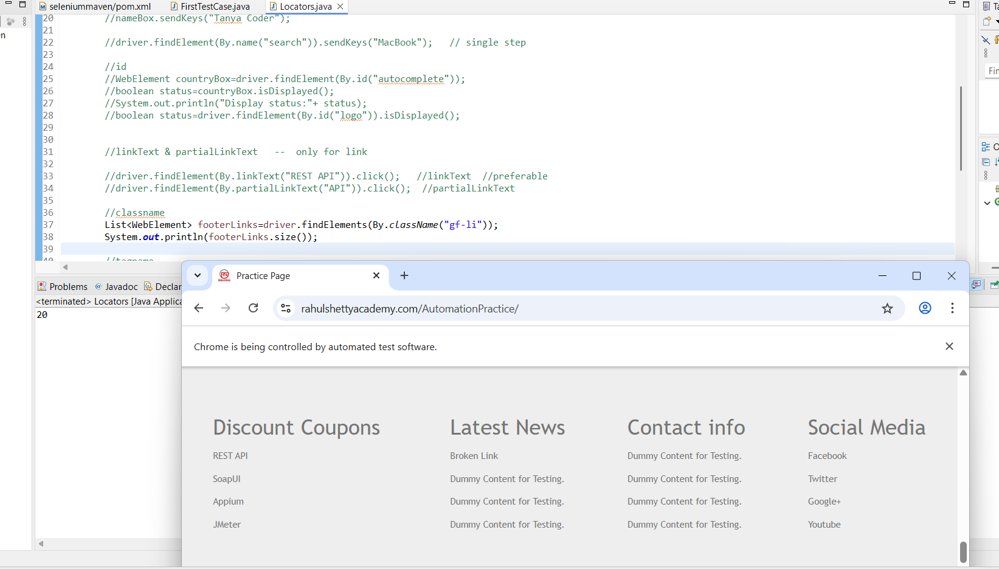 seleniummaven/pom.xml
FirstTestCase.java
Locators.java
Ta
n
20 //nameBox.sendKeys("Tanya Coder");
21
22 //driver.findElement(By.name("search")).sendKeys("MacBook");   // single step
23
24 //id
25 //WebElement countryBox=driver.findElement(By.id("autocomplete"));
26 //boolean status=countryBox.isDisplayed();
27 //System.out.println("Display status:"+ status);
28 //boolean status=driver.findElement(By.id("logo")).isDisplayed();
29
30
31 //linkText & partialLinkText   --  only for link
32
33 //driver.findElement(By.linkText("REST API")).click();   //linkText  //preferable
34 //driver.findElement(By.partialLinkText("API")).click();  //partialLinkText
35
36 //classname
37 List<WebElement> footerLinks=driver.findElements(By.className("gf-li"));
38 System.out.println(footerLinks.size());
39
40 //tagname
Fin
O
Problems
@ Javadoc
Declar
<terminated> Locators [Java Applica
20
Practice Page
rahulshettyacademy.com/AutomationPractice/
Chrome is being controlled by automated test software.
Discount Coupons
REST API
SoapUI
Appium
JMeter
Latest News
Broken Link
Dummy Content for Testing.
Dummy Content for Testing.
Dummy Content for Testing.
Contact info
Dummy Content for Testing.
Dummy Content for Testing.
Dummy Content for Testing.
Dummy Content for Testing.
Social Media
Facebook
Twitter
Google+
Youtube